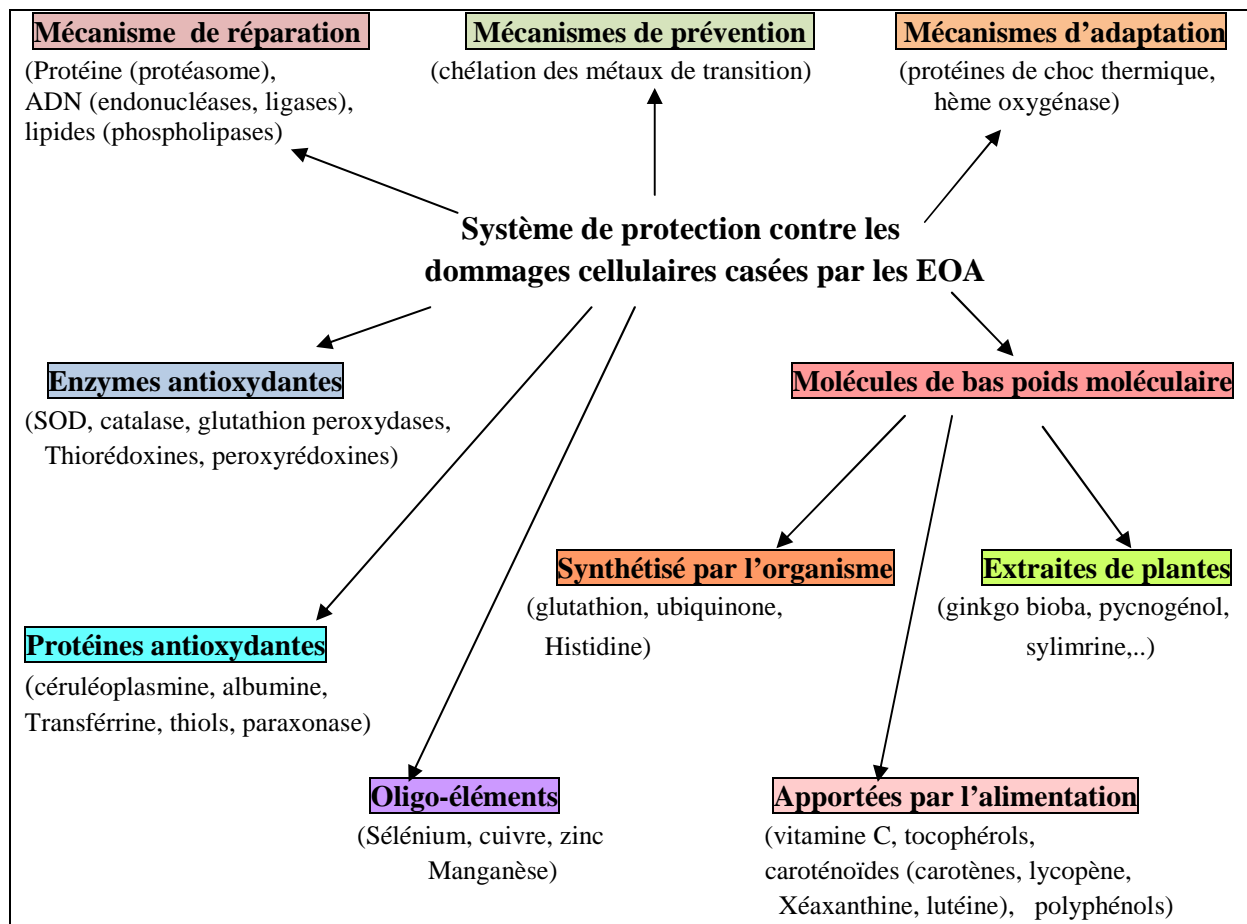 Mécanisme de réparation
(Protéine (protéasome),
ADN (endonucléases, ligases),
lipides (phospholipases)
Mécanismes de prévention
(chélation des métaux de transition)
Mécanismes d’adaptation
(protéines de choc thermique,
hème oxygénase)
Système de protection contre les
dommages cellulaires casées par les EOA
Enzymes antioxydantes
(SOD, catalase, glutathion peroxydases,
Thiorédoxines, peroxyrédoxines)
Molécules de bas poids moléculaire
Synthétisé par l’organisme
(glutathion, ubiquinone,
Histidine)
Extraites de plantes
(ginkgo bioba, pycnogénol,
sylimrine,..)
Protéines antioxydantes
(céruléoplasmine, albumine,
Transférrine, thiols, paraxonase)
Oligo-éléments
(Sélénium, cuivre, zinc
Manganèse)
Apportées par l’alimentation
(vitamine C, tocophérols,
caroténoïdes (carotènes, lycopène,
Xéaxanthine, lutéine), polyphénols)